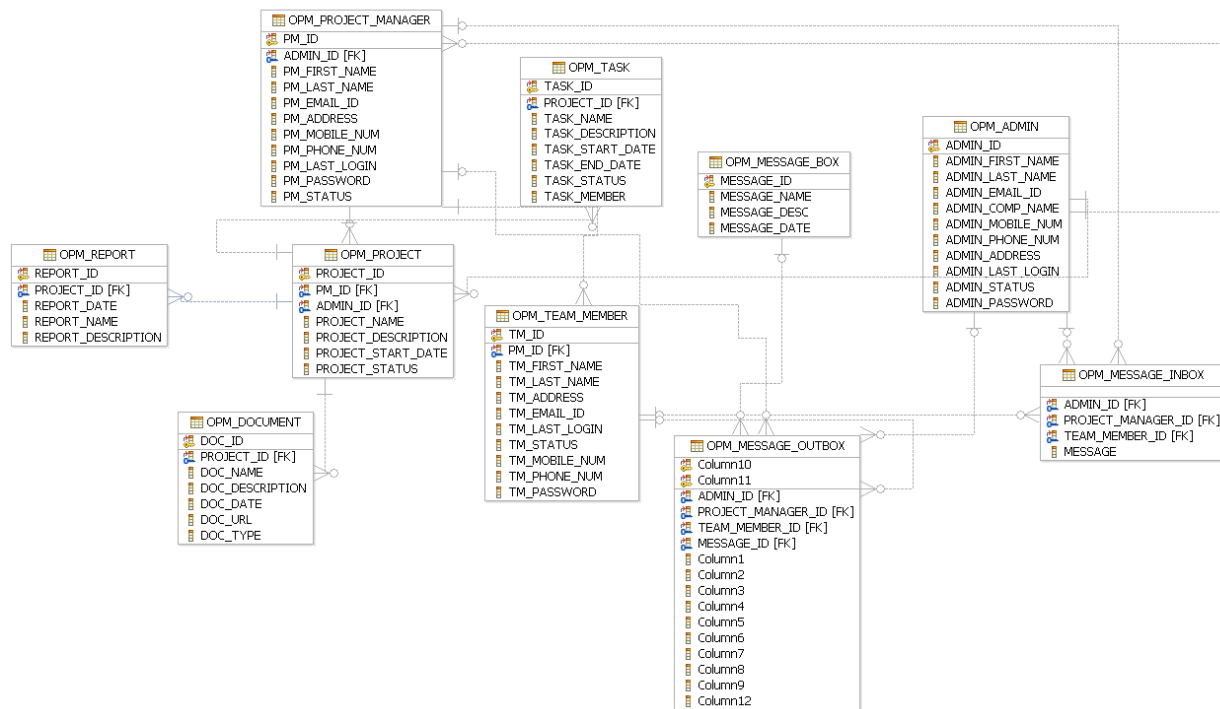 OPM_PROJECT_MANAGER
PM_ID
ADMIN_ID [FK]
PM_FIRST_NAME
PM_LAST_NAME
PM_EMAIL_ID
PM_ADDRESS
PM_MOBILE_NUM
PM_PHONE_NUM
PM_LAST_LOGIN
PM_PASSWORD
PM_STATUS
OPM_TASK
TASK_ID
PROJECT_ID [FK]
TASK_NAME
TASK_DESCRIPTION
TASK_START_DATE
TASK_END_DATE
TASK_STATUS
TASK_MEMBER
OPM_MESSAGE_BOX
MESSAGE_ID
MESSAGE_NAME
MESSAGE_DESC
MESSAGE_DATE
OPM_ADMIN
ADMIN_ID
ADMIN_FIRST_NAME
ADMIN_LAST_NAME
ADMIN_EMAIL_ID
ADMIN_COMP_NAME
ADMIN_MOBILE_NUM
ADMIN_PHONE_NUM
ADMIN_ADDRESS
ADMIN_LAST_LOGIN
ADMIN_STATUS
ADMIN_PASSWORD
OPM_REPORT
REPORT_ID
PROJECT_ID [FK]
REPORT_DATE
REPORT_NAME
REPORT_DESCRIPTION
OPM_PROJECT
PROJECT_ID
PM_ID [FK]
ADMIN_ID [FK]
PROJECT_NAME
PROJECT_DESCRIPTION
PROJECT_START_DATE
PROJECT_STATUS
OPM_TEAM_MEMBER
TM_ID
PM_ID [FK]
TM_FIRST_NAME
TM_LAST_NAME
TM_ADDRESS
TM_EMAIL_ID
TM_LAST_LOGIN
TM_STATUS
TM_MOBILE_NUM
TM_PHONE_NUM
TM_PASSWORD
OPM_MESSAGE_INBOX
ADMIN_ID [FK]
PROJECT_MANAGER_ID [FK]
TEAM_MEMBER_ID [FK]
MESSAGE
OPM_DOCUMENT
DOC_ID
PROJECT_ID [FK]
DOC_NAME
DOC_DESCRIPTION
DOC_DATE
DOC_URL
DOC_TYPE
OPM_MESSAGE_OUTBOX
Column10
Column11
ADMIN_ID [FK]
PROJECT_MANAGER_ID [FK]
TEAM_MEMBER_ID [FK]
MESSAGE_ID [FK]
Column1
Column2
Column3
Column4
Column5
Column6
Column7
Column8
Column9
Column12